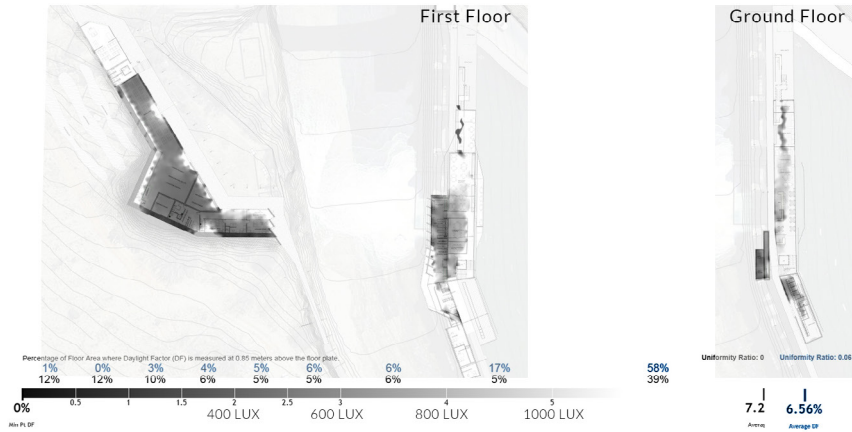 First Floor
Ground Floor
Percentage of Floor Area where Daylight Factor (DF) is measured at 0.85 meters above the floor plate.
1% 0% 3% 4% 5% 6% 6% 17% 58%
12% 12% 10% 6% 5% 5% 6% 5% 39%
0% 0.5 1 1.5 2 2.5 3 4 5
400 LUX 600 LUX 800 LUX 1000 LUX
Min Pt. DF
Uniformity Ratio: 0 Uniformity Ratio: 0.06
7.2 6.56%
Averag Average DF